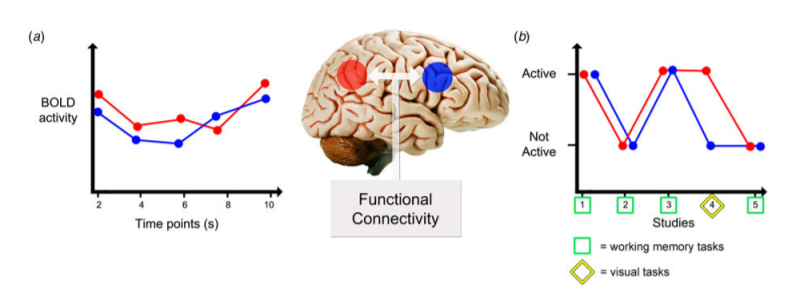 (a)
BOLD
activity
2 4 6 8 10
Time points (s)
Functional
Connectivity
(b)
Active
Not
Active
1 2 3 4 5
Studies
= working memory tasks
= visual tasks